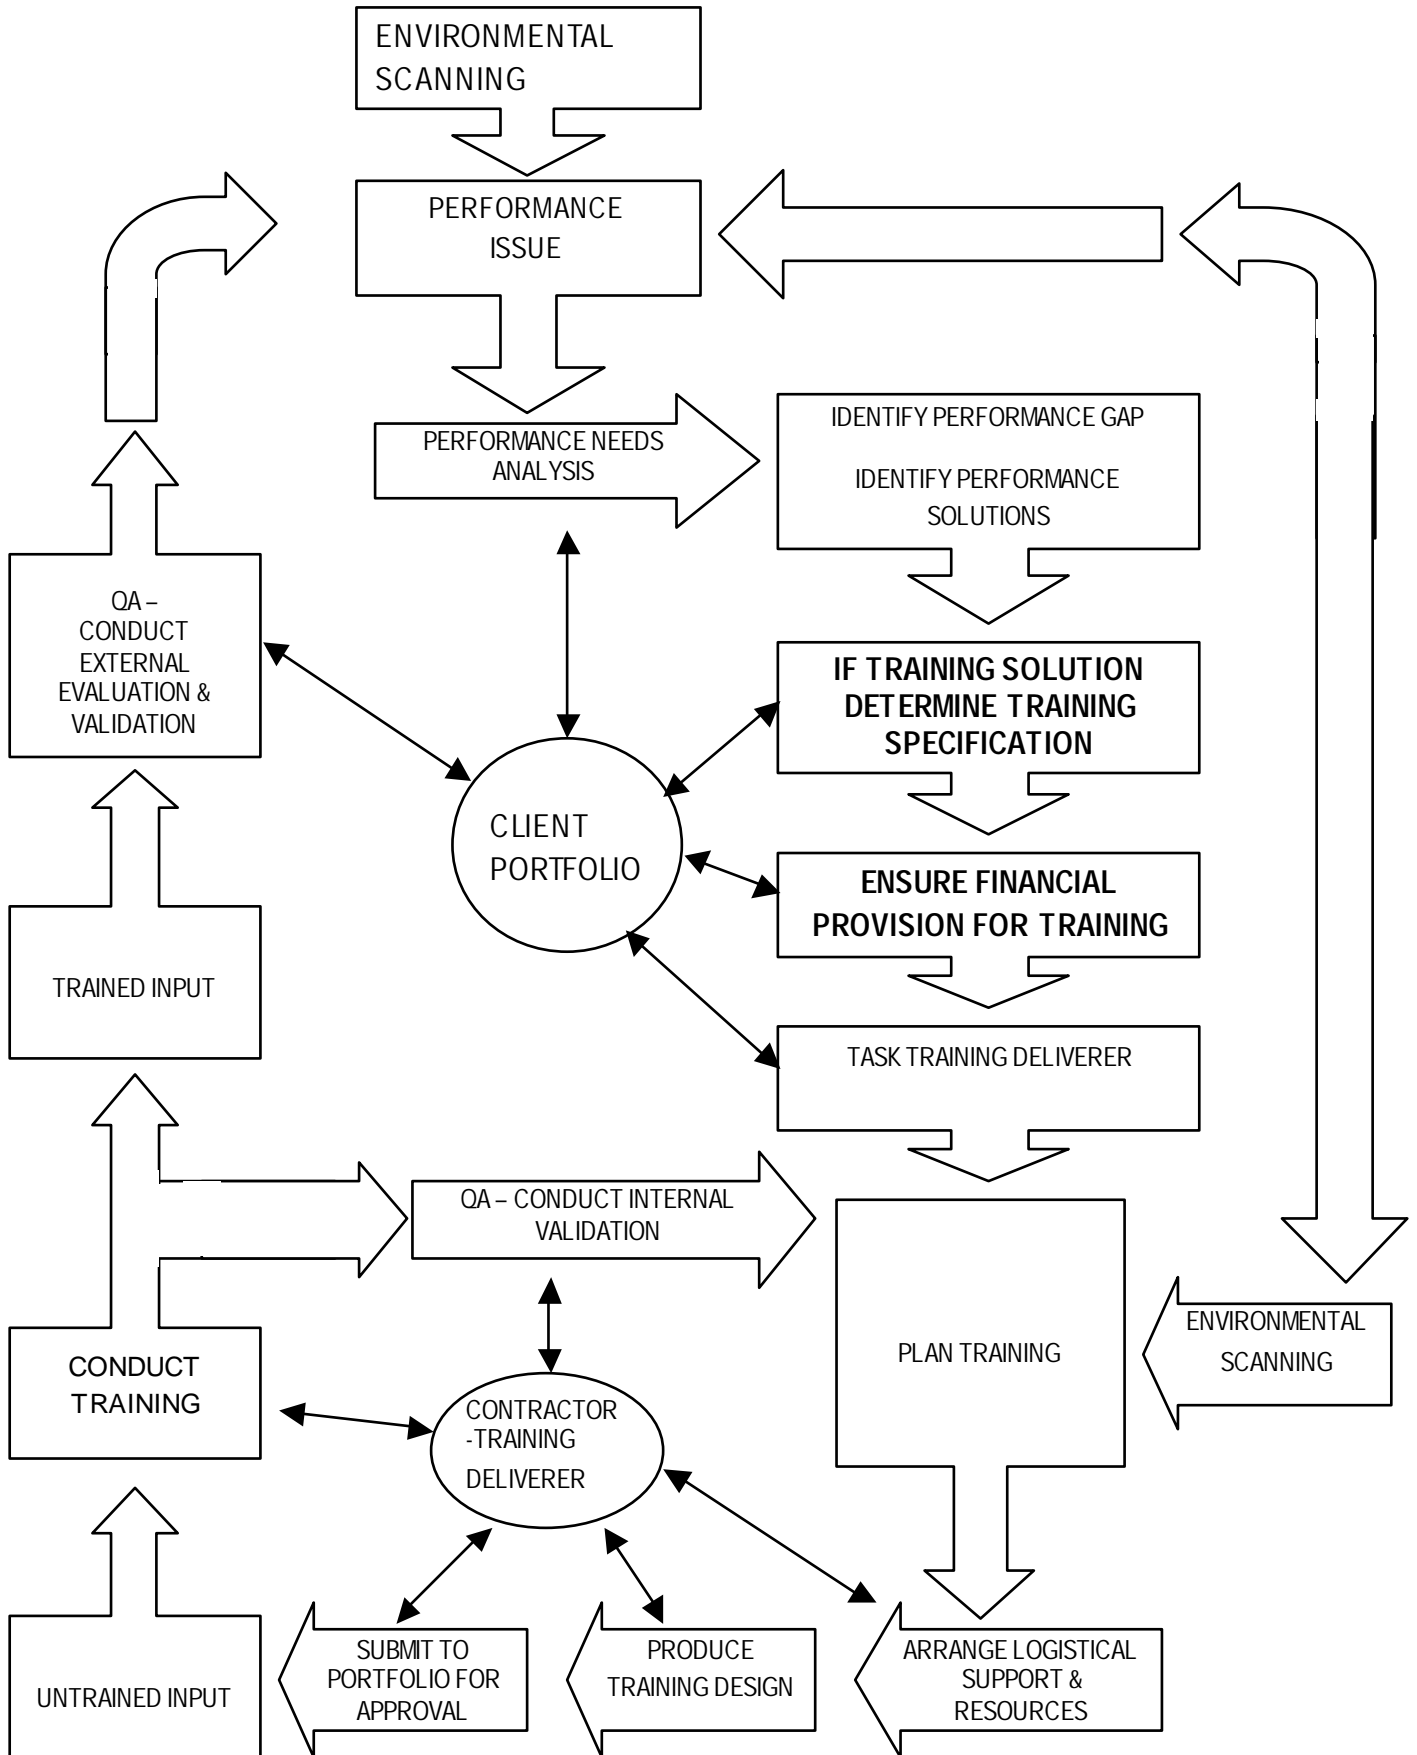 ENVIRONMENTAL
SCANNING
PERFORMANCE
ISSUE
PERFORMANCE NEEDS
ANALYSIS
IDENTIFY PERFORMANCE GAP
IDENTIFY PERFORMANCE
SOLUTIONS
QA –
CONDUCT
EXTERNAL
EVALUATION &
VALIDATION
IF TRAINING SOLUTION
DETERMINE TRAINING
SPECIFICATION
CLIENT
PORTFOLIO
ENSURE FINANCIAL
PROVISION FOR TRAINING
TRAINED INPUT
TASK TRAINING DELIVERER
QA – CONDUCT INTERNAL
VALIDATION
PLAN TRAINING
ENVIRONMENTAL
SCANNING
CONDUCT
TRAINING
CONTRACTOR
-TRAINING
DELIVERER
UNTRAINED INPUT
SUBMIT TO
PORTFOLIO FOR
APPROVAL
PRODUCE
TRAINING DESIGN
ARRANGE LOGISTICAL
SUPPORT &
RESOURCES